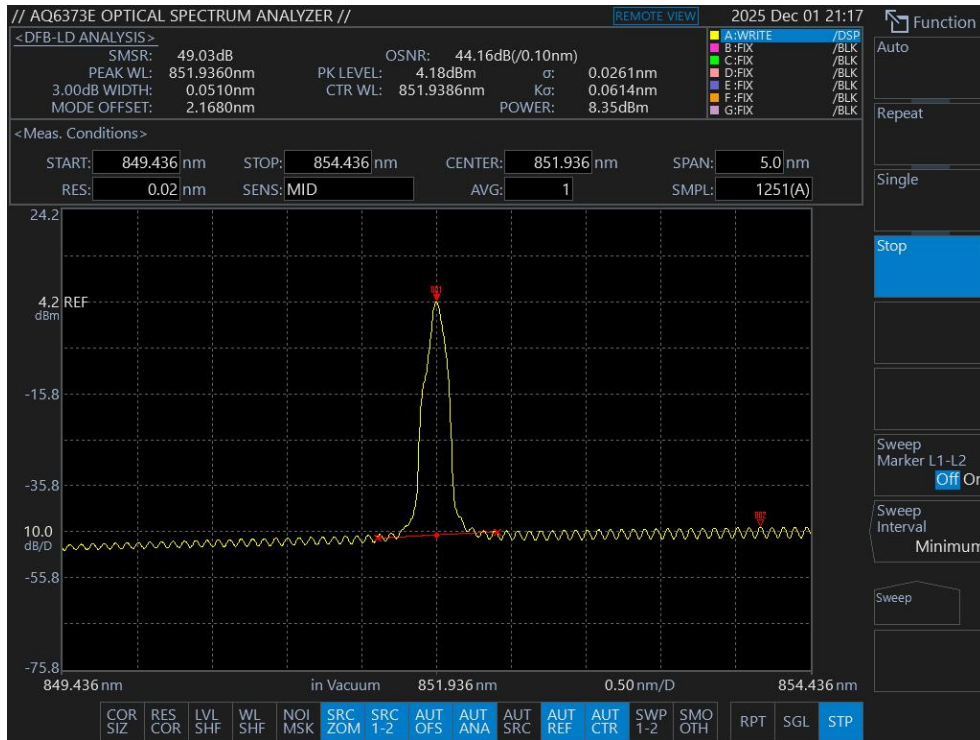 // AQ6373E OPTICAL SPECTRUM ANALYZER // REMOTE VIEW 2025 Dec 01 21:17
Function
<DFB-LD ANALYSIS>
SMSR: 49.03dB OSNR: 44.16dB(/0.10nm)
PEAK WL: 851.9360nm PK LEVEL: 4.18dBm σ: 0.0261nm
3.00dB WIDTH: 0.0510nm CTR WL: 851.9386nm Kσ: 0.0614nm
MODE OFFSET: 2.1680nm POWER: 8.35dBm
A:WRITE /DSP
B:FIX /BLK
C:FIX /BLK
D:FIX /BLK
E:FIX /BLK
F:FIX /BLK
G:FIX /BLK
<Meas. Conditions>
START: 849.436 nm STOP: 854.436 nm CENTER: 851.936 nm SPAN: 5.0 nm
RES: 0.02 nm SENS: MID AVG: 1 SMPL: 1251(A)
24.2
001
4.2 REF
dBm
-15.8
-35.8
002
10.0
dB/D
-55.8
-75.8
849.436 nm in Vacuum 851.936 nm 0.50 nm/D 854.436 nm
COR SIZ
RES COR
LVL SHF
WL SHF
NOI MSK
SRC ZOM
SRC 1-2
AUT OFS
AUT ANA
AUT SRC
AUT REF
AUT CTR
SWP 1-2
SMO OTH
RPT
SGL
STP
Auto
Repeat
Single
Stop
Sweep
Marker L1-L2
Off On
Sweep
Interval
Minimum
Sweep